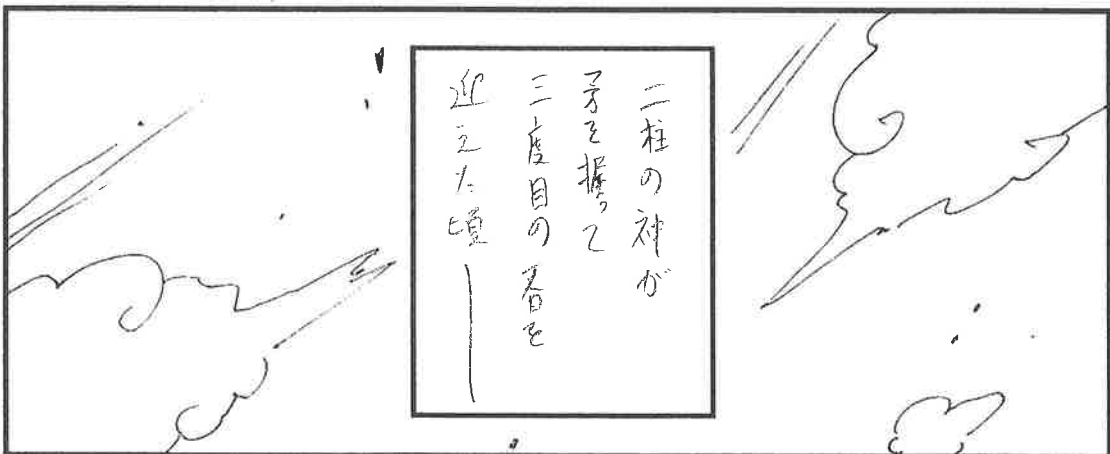 二柱の神が
矛を握って
三度目の春を
迎えた頃――